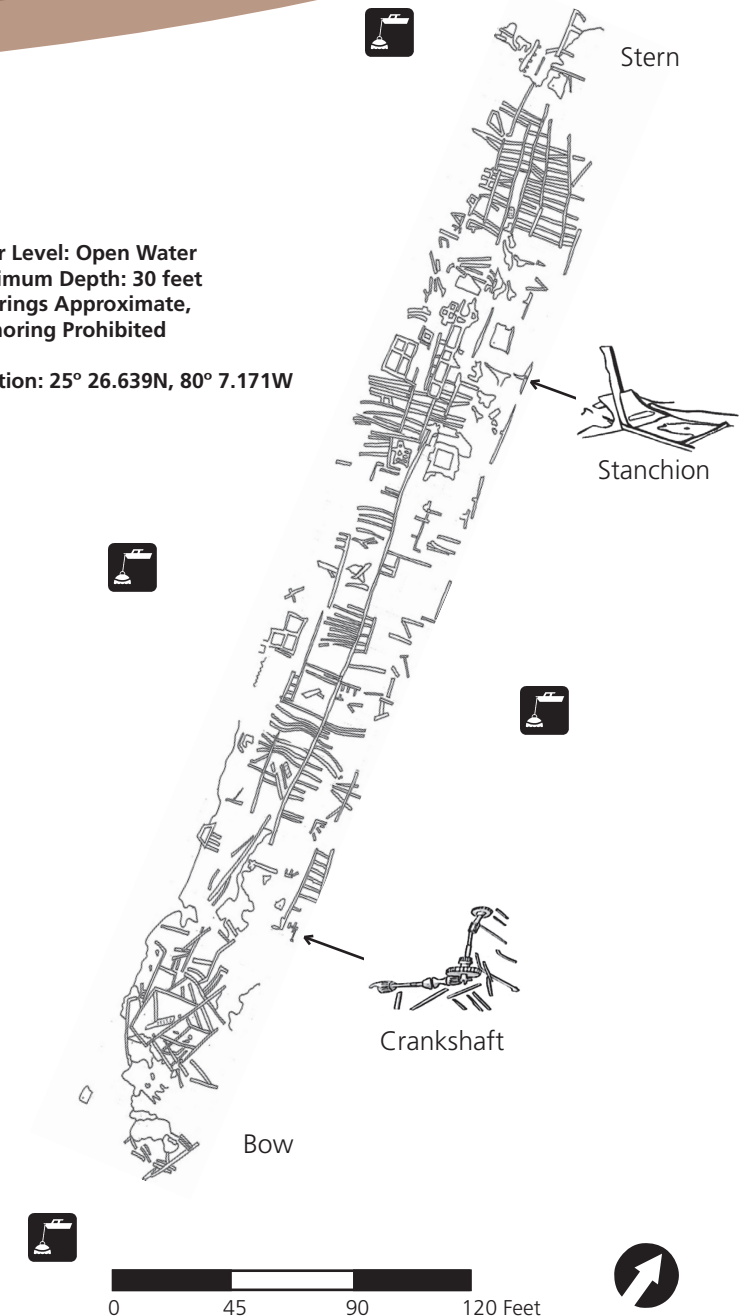 Stern
r Level: Open Water
imum Depth: 30 feet
rings Approximate,
horing Prohibited
tion: 25º 26.639N, 80º 7.171W
Stanchion
Crankshaft
Bow
0 45 90 120 Feet